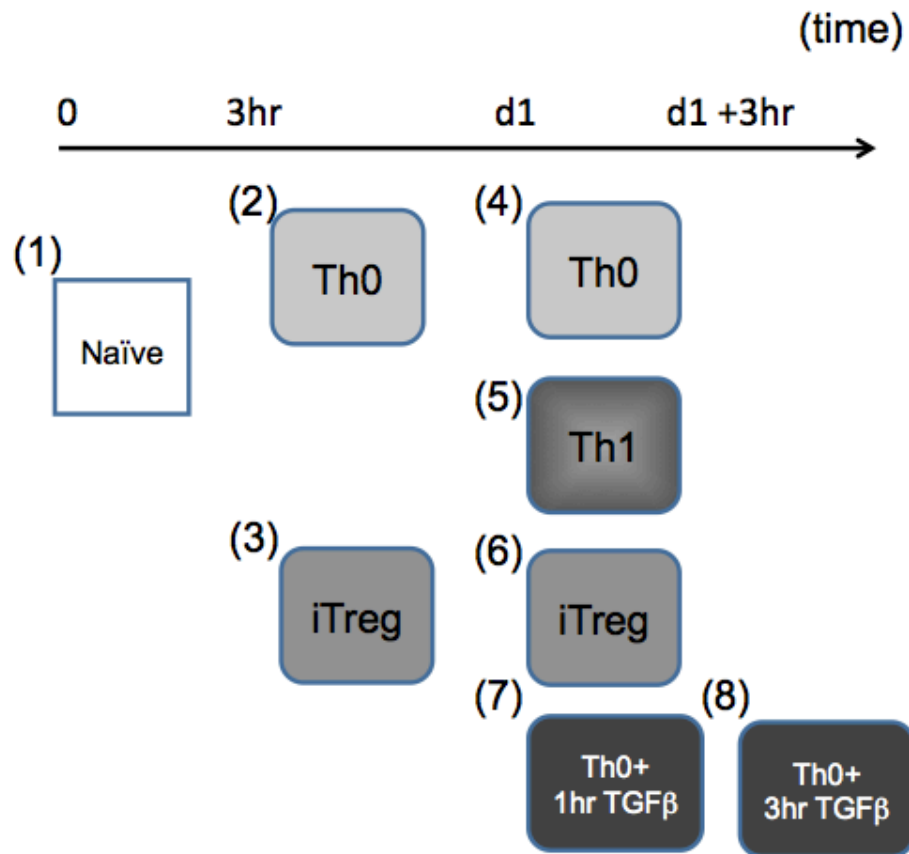 (time)
0 3hr d1 d1 +3hr
(2) (4)
(1)
Th0 Th0
Naïve
(5)
Th1
(3) (6)
iTreg iTreg
(7) (8)
Th0+
1hr TGFβ
Th0+
3hr TGFβ